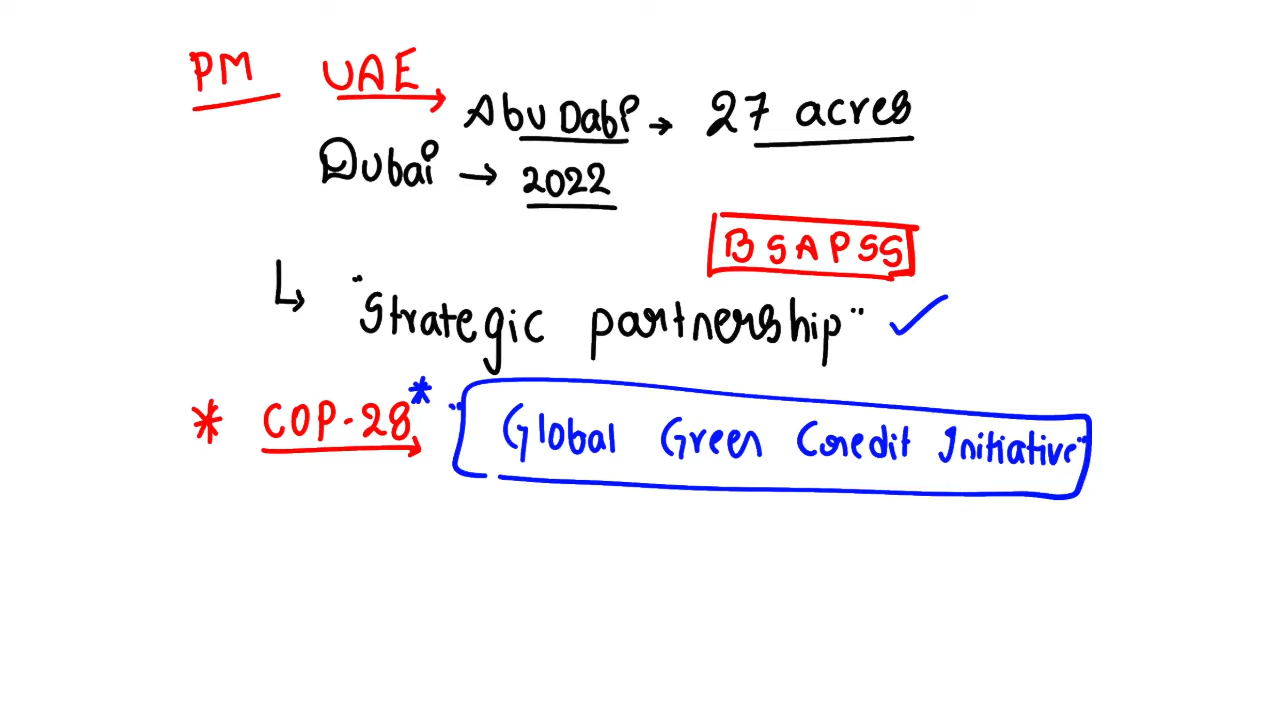 PM UAE
Abu Dabi → 27 acres
Dubai → 2022
BSAPSS
↳ "Strategic partnership" ✓
* COP-28* "Global Green Credit Initiative"